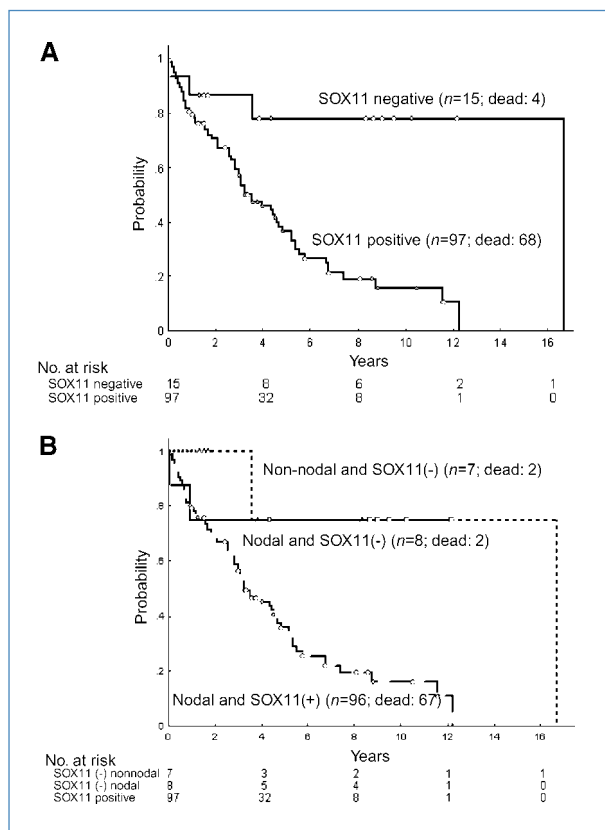 A
1
.8
.6
.4
.2
0
Probability
SOX11 negative (n=15; dead: 4)
SOX11 positive (n=97; dead: 68)
0 2 4 6 8 10 12 14 16
Years
No. at risk
SOX11 negative 15 8 6 2 1
SOX11 positive 97 32 8 1 0
B
1
.8
.6
.4
.2
0
Probability
Non-nodal and SOX11(-) (n=7; dead: 2)
Nodal and SOX11(-) (n=8; dead: 2)
Nodal and SOX11(+) (n=96; dead: 67)
0 2 4 6 8 10 12 14 16
Years
No. at risk
SOX11 (-) nonnodal 7 3 2 1 1
SOX11 (-) nodal 8 5 4 1 0
SOX11 positive 97 32 8 1 0